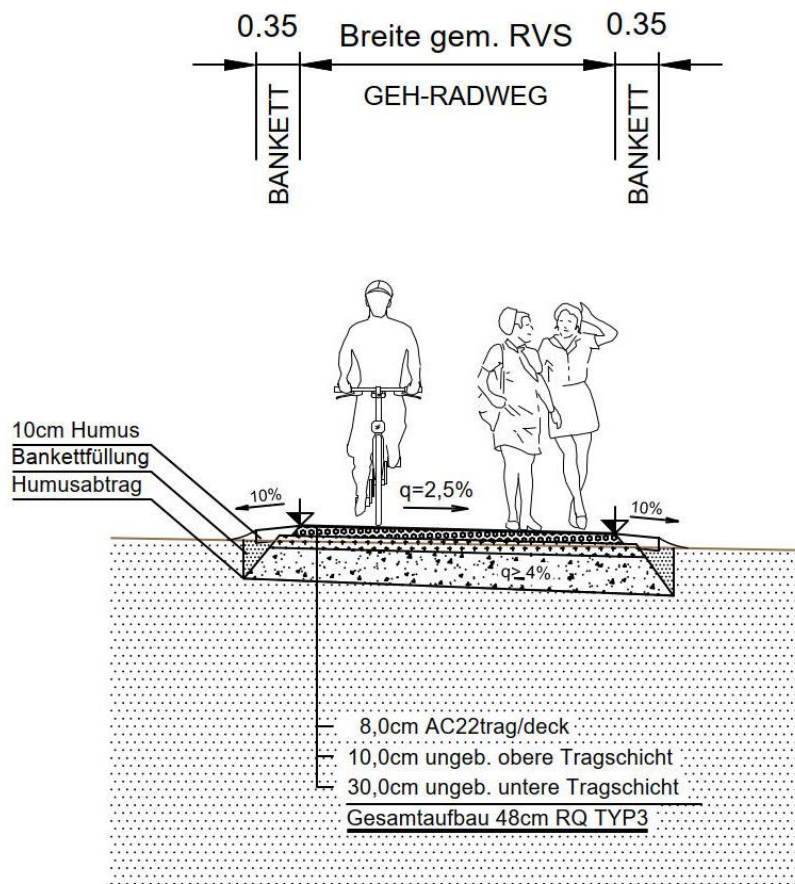 0.35
Breite gem. RVS
0.35
BANKETT
GEH-RADWEG
BANKETT
10cm Humus
Bankettfüllung
Humusabtrag
10%
q=2,5%
10%
q≥4%
8,0cm AC22trag/deck
10,0cm ungeb. obere Tragschicht
30,0cm ungeb. untere Tragschicht
Gesamtaufbau 48cm RQ TYP3